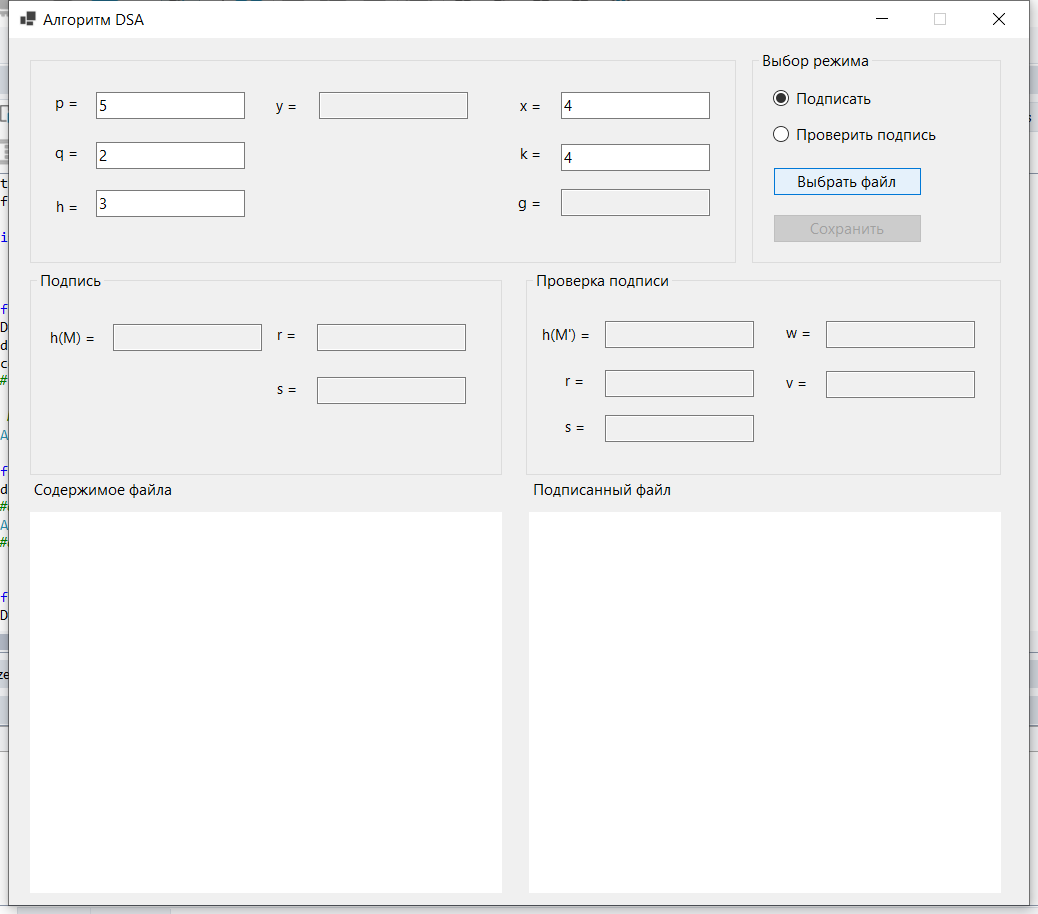 Алгоритм DSA
p = 5
y =
x = 4
q = 2
k = 4
h = 3
g =
Выбор режима
Подписать
Проверить подпись
Выбрать файл
Сохранить
Подпись
h(M) =
r =
s =
Проверка подписи
h(M') =
w =
r =
v =
s =
Содержимое файла
Подписанный файл